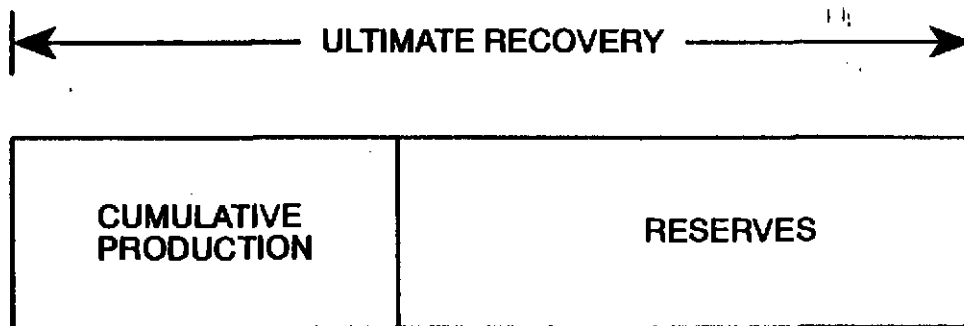 ULTIMATE RECOVERY
CUMULATIVE
PRODUCTION
RESERVES